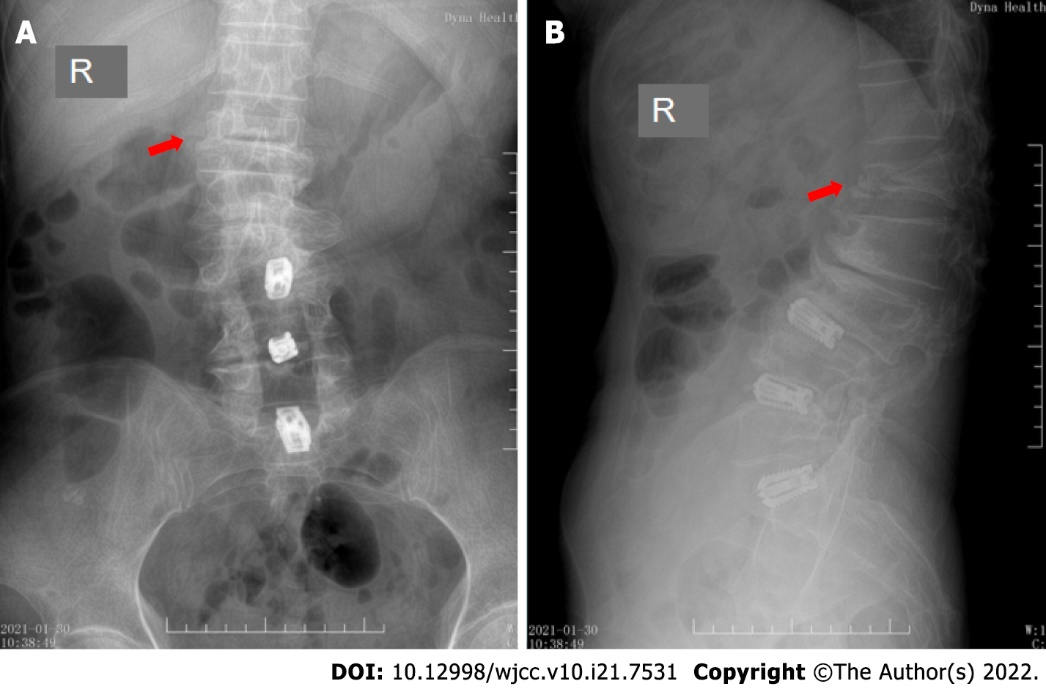 A
Dyna Health
R
2021-01-30
10:38:49
W:
C:
B
Dyna Health
R
2021-01-30
10:38:49
W:1
C:
DOI: 10.12998/wjcc.v10.i21.7531 Copyright ©The Author(s) 2022.